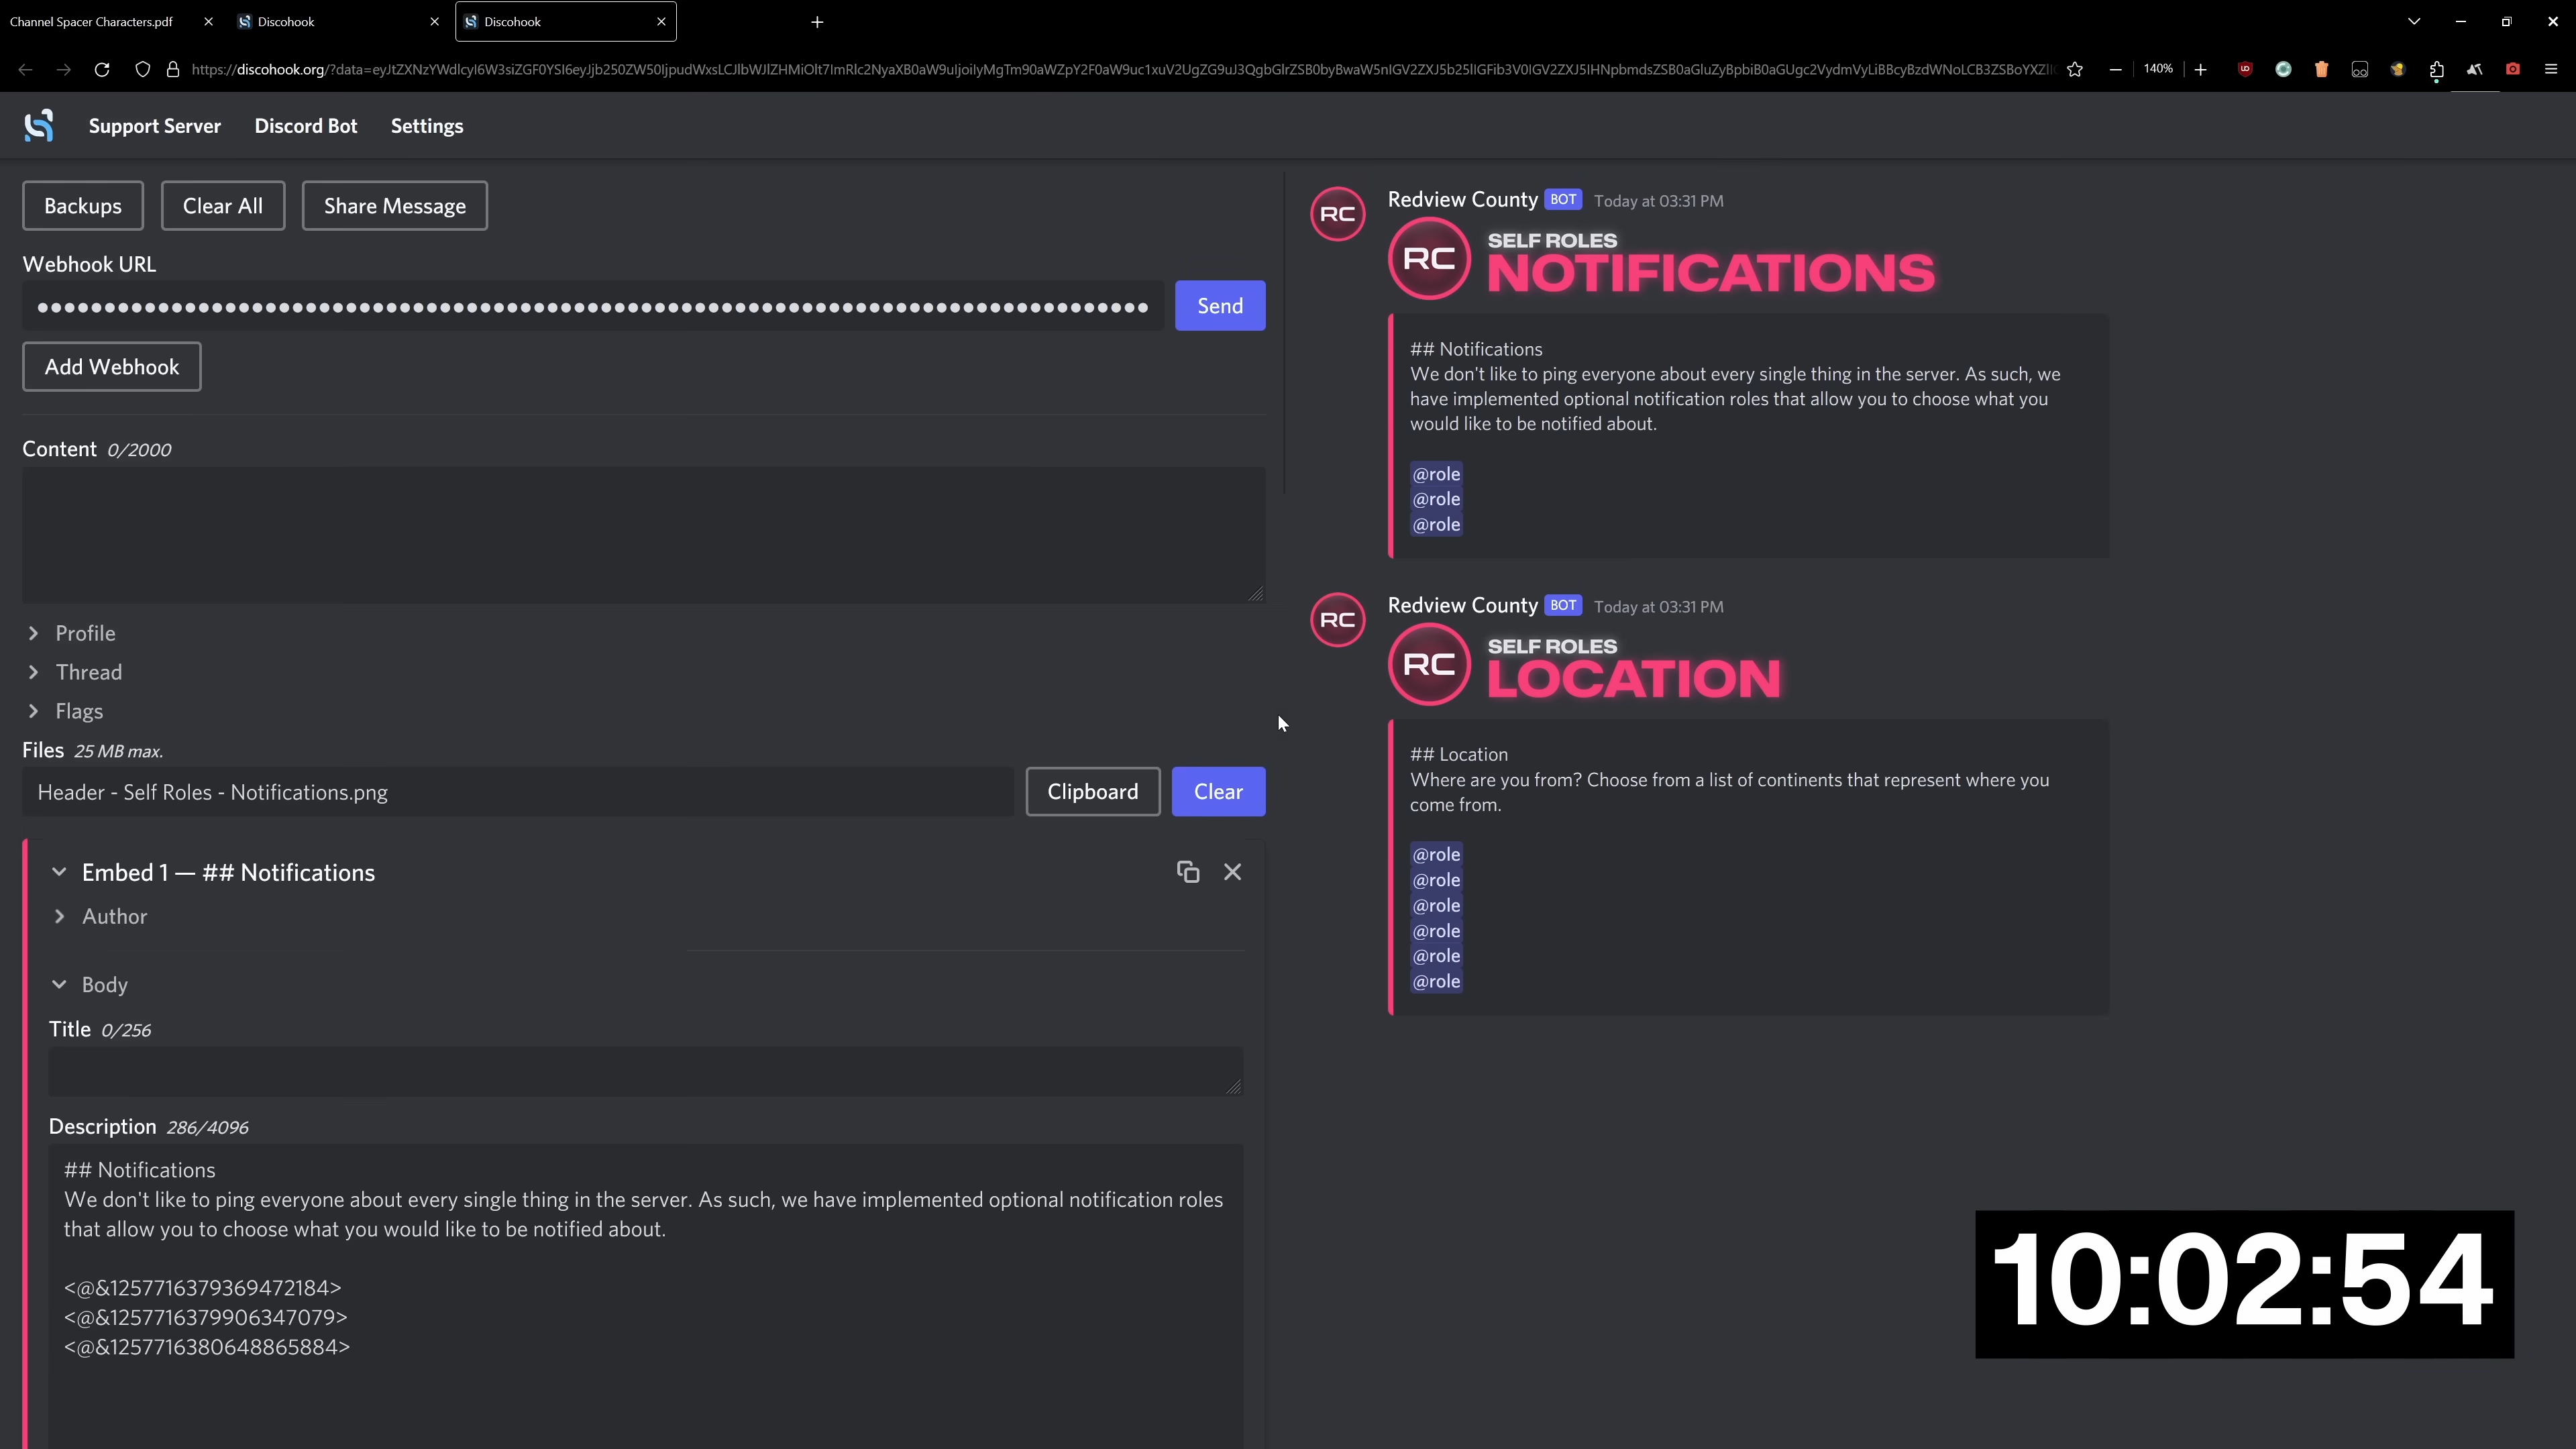 Channel Spacer Characters.pdf
Discohook
Discohook
140%
Support Server
Discord Bot
Settings
Backups
Clear All
Share Message
Webhook URL
Send
Add Webhook
Content 0/2000
Profile
Thread
Flags
Files 25 MB max.
Header - Self Roles - Notifications.png
Clipboard
Clear
Embed 1 — ## Notifications
Author
Body
Title 0/256
Description 286/4096
## Notifications
We don't like to ping everyone about every single thing in the server. As such, we have implemented optional notification roles
that allow you to choose what you would like to be notified about.
<@&1257716379369472184>
<@&1257716379906347079>
<@&1257716380648865884>
RC
Redview County BOT Today at 03:31 PM
RC
SELF ROLES
NOTIFICATIONS
## Notifications
We don't like to ping everyone about every single thing in the server. As such, we
have implemented optional notification roles that allow you to choose what you
would like to be notified about.
@role
@role
@role
RC
Redview County BOT Today at 03:31 PM
RC
SELF ROLES
LOCATION
## Location
Where are you from? Choose from a list of continents that represent where you
come from.
@role
@role
@role
@role
@role
@role
10:02:54